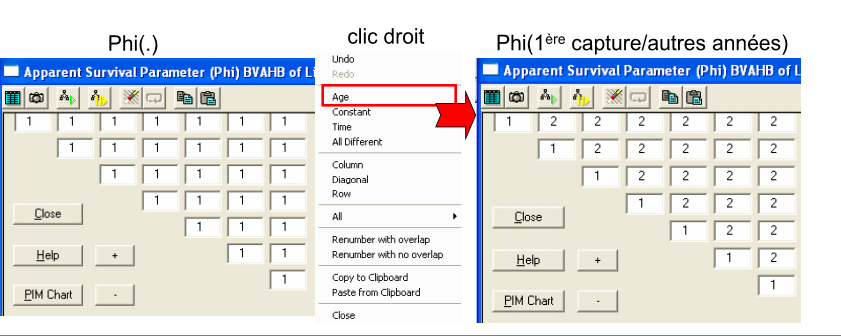 Phi(.)
clic droit
Phi(1ère capture/autres années)
Apparent Survival Parameter (Phi) BVAHB of Li
1 1 1 1 1 1 1
1 1 1 1 1 1
1 1 1 1 1
1 1 1 1
1 1 1
1 1
1
Close
Help
+
PIM Chart
-
Undo
Redo
Age
Constant
Time
All Different
Column
Diagonal
Row
All
Renumber with overlap
Renumber with no overlap
Copy to Clipboard
Paste from Clipboard
Close
Apparent Survival Parameter (Phi) BVAHB of L
1 2 2 2 2 2 2
1 2 2 2 2 2
1 2 2 2 2
1 2 2 2
1 2 2
1 2
1
Close
Help
+
PIM Chart
-